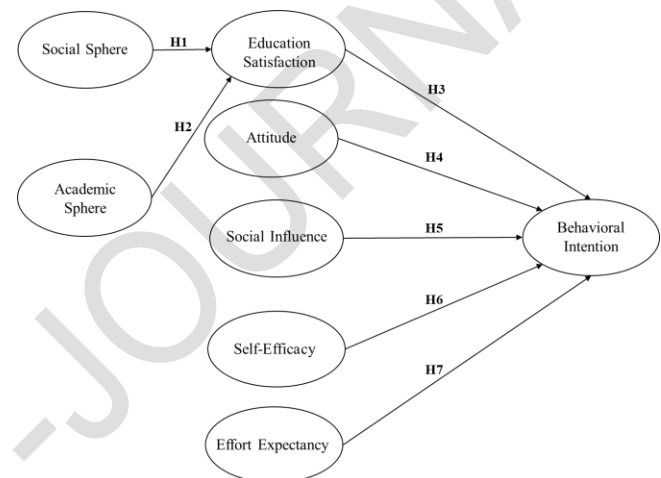 Social Sphere
H1
Education
Satisfaction
H3
H2
Attitude
H4
Academic
Sphere
Social Influence
H5
Behavioral
Intention
H6
Self-Efficacy
H7
Effort Expectancy
-JOURNA